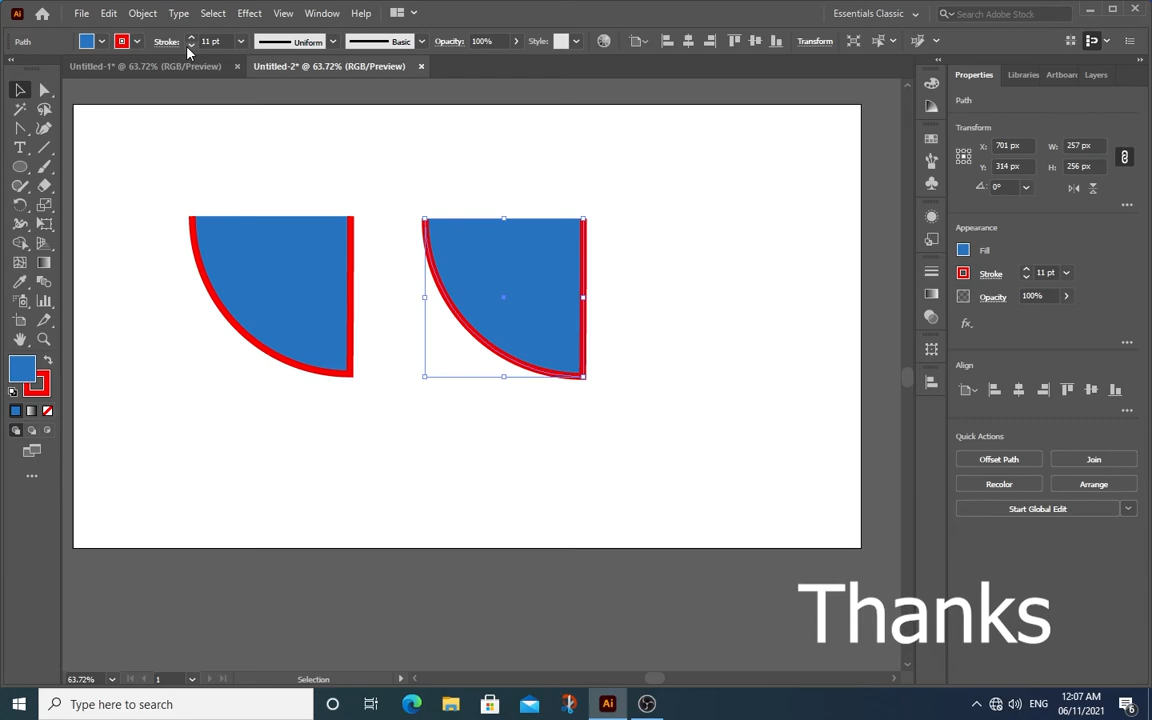 Ai File Edit Object Type Select Effect View Window Help Essentials Classic Search Adobe Stock
Path Stroke: 11 pt Uniform Basic Opacity: 100% Style: Transform
Untitled-1* @ 63.72% (RGB/Preview) × Untitled-2* @ 63.72% (RGB/Preview) ×
Properties Libraries Artboar Layers
Path
Transform
X: 701 px W: 257 px
Y: 314 px H: 256 px
0°
Appearance
Fill
Stroke 11 pt
Opacity 100%
fx
Align
Quick Actions
Offset Path Join
Recolor Arrange
Start Global Edit
Thanks
63.72% 1 Selection
Type here to search Ai ENG 12:07 AM
06/11/2021 6